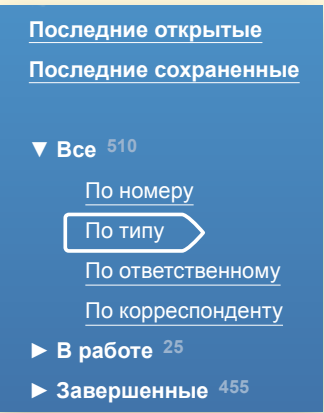 Последние открытые
Последние сохраненные
▼ Все 510
По номеру
По типу
По ответственному
По корреспонденту
► В работе 25
► Завершенные 455